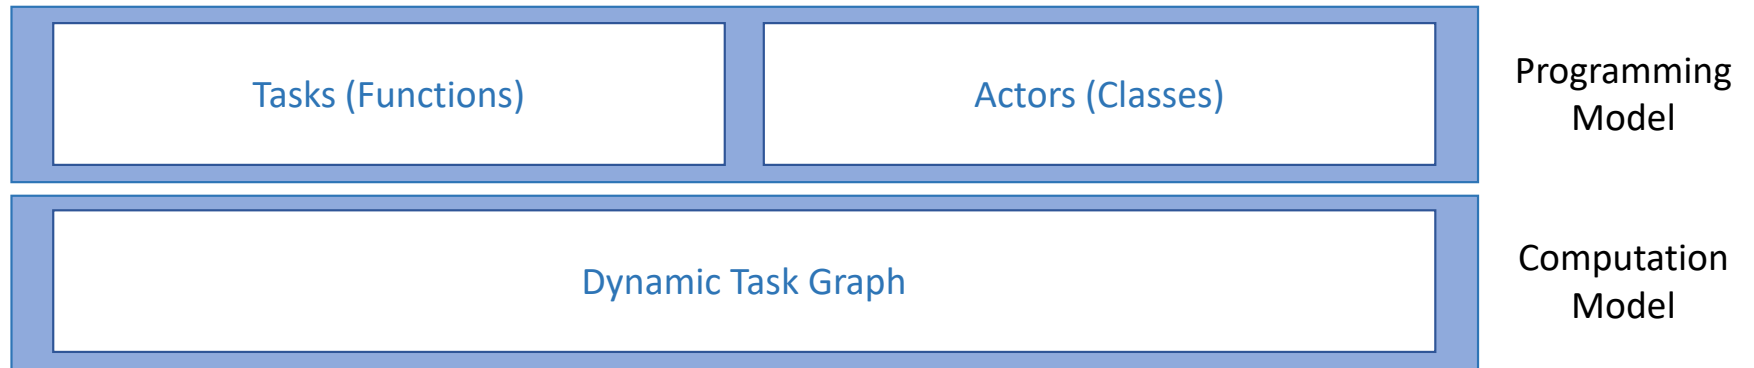 Tasks (Functions)
Actors (Classes)
Programming
Model
Dynamic Task Graph
Computation
Model